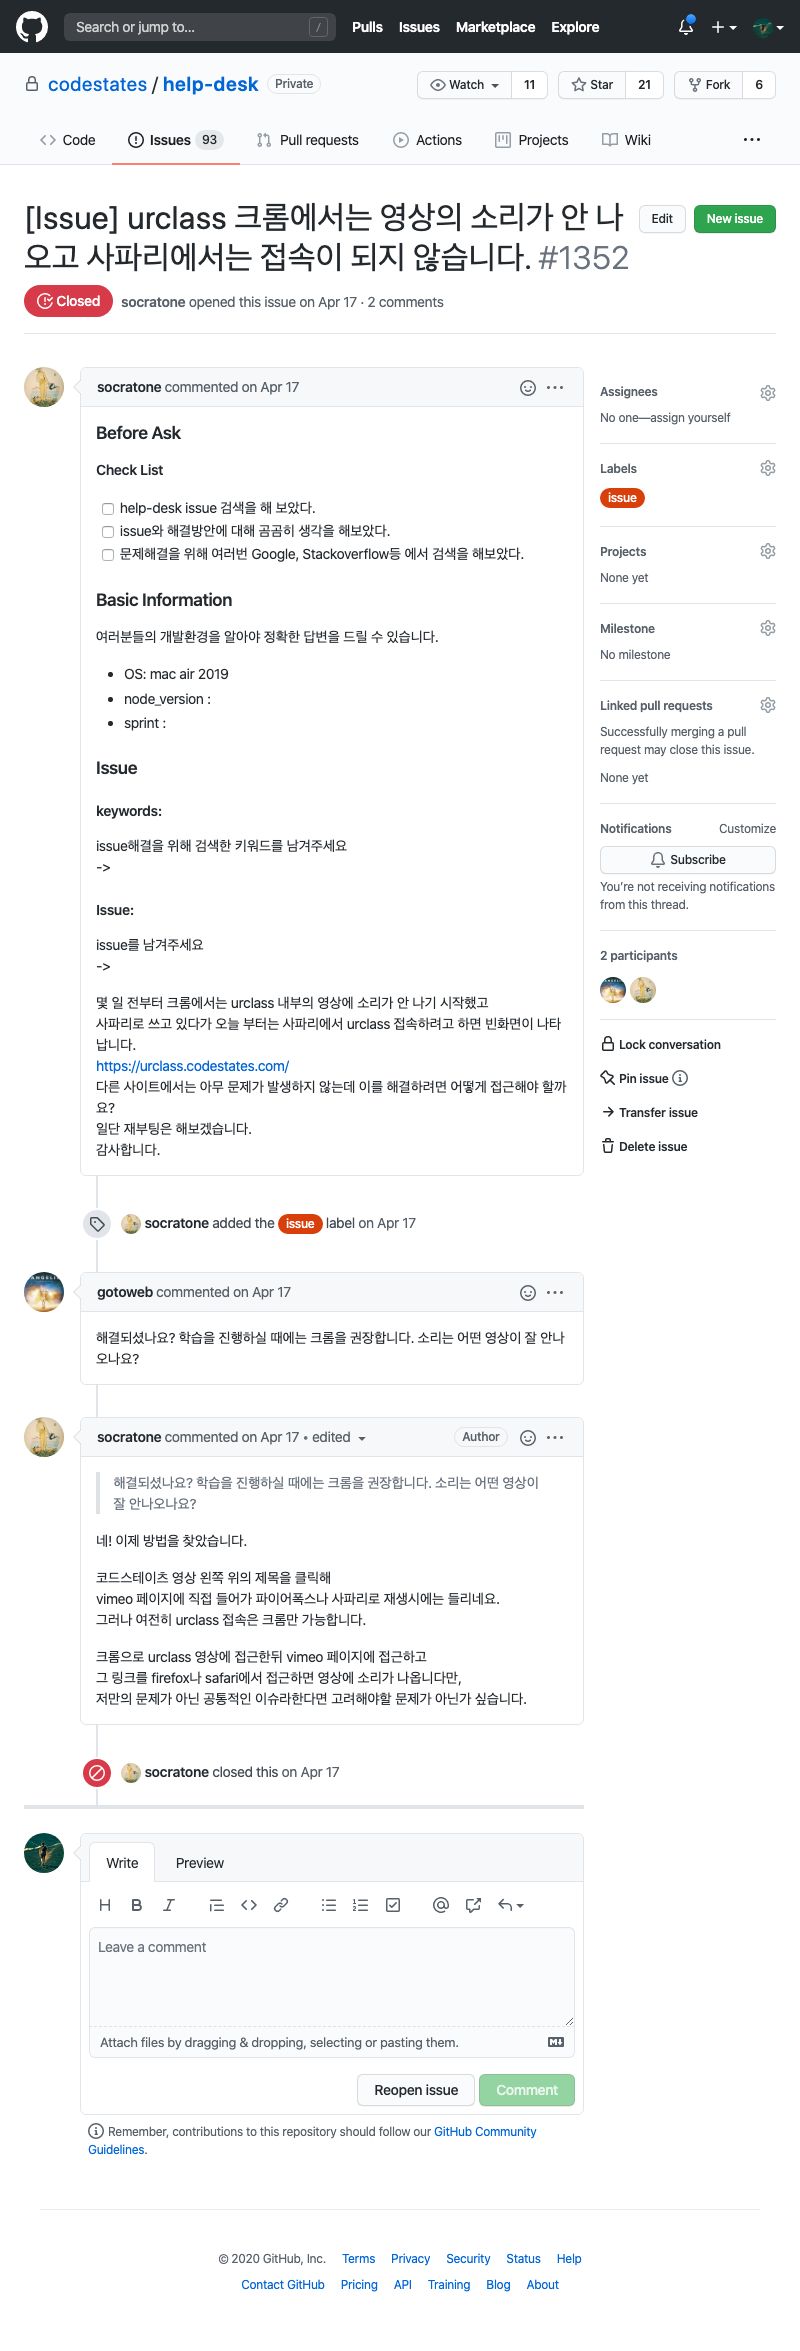 Search or jump to... /
Pulls Issues Marketplace Explore
codestates / help-desk Private
Watch 11 Star 21 Fork 6
Code Issues 93 Pull requests Actions Projects Wiki ...
[Issue] urclass 크롬에서는 영상의 소리가 안 나
오고 사파리에서는 접속이 되지 않습니다. #1352
Edit New issue
Closed socratone opened this issue on Apr 17 · 2 comments
socratone commented on Apr 17
Before Ask
Check List
help-desk issue 검색을 해 보았다.
issue와 해결방안에 대해 곰곰히 생각을 해보았다.
문제해결을 위해 여러번 Google, Stackoverflow등 에서 검색을 해보았다.
Basic Information
여러분들의 개발환경을 알아야 정확한 답변을 드릴 수 있습니다.
• OS: mac air 2019
• node_version :
• sprint :
Issue
keywords:
issue해결을 위해 검색한 키워드를 남겨주세요
->
Issue:
issue를 남겨주세요
->
몇 일 전부터 크롬에서는 urclass 내부의 영상에 소리가 안 나기 시작했고
사파리로 쓰고 있다가 오늘 부터는 사파리에서 urclass 접속하려고 하면 빈화면이 나타
납니다.
https://urclass.codestates.com/
다른 사이트에서는 아무 문제가 발생하지 않는데 이를 해결하려면 어떻게 접근해야 할까
요?
일단 재부팅은 해보겠습니다.
감사합니다.
Assignees
No one—assign yourself
Labels
issue
Projects
None yet
Milestone
No milestone
Linked pull requests
Successfully merging a pull
request may close this issue.
None yet
Notifications Customize
Subscribe
You're not receiving notifications
from this thread.
2 participants
Lock conversation
Pin issue
Transfer issue
Delete issue
socratone added the issue label on Apr 17
gotoweb commented on Apr 17
해결되셨나요? 학습을 진행하실 때에는 크롬을 권장합니다. 소리는 어떤 영상이 잘 안나
오나요?
socratone commented on Apr 17 • edited Author
해결되셨나요? 학습을 진행하실 때에는 크롬을 권장합니다. 소리는 어떤 영상이
잘 안나오나요?
네! 이제 방법을 찾았습니다.
코드스테이츠 영상 왼쪽 위의 제목을 클릭해
vimeo 페이지에 직접 들어가 파이어폭스나 사파리로 재생시에는 들리네요.
그러나 여전히 urclass 접속은 크롬만 가능합니다.
크롬으로 urclass 영상에 접근한뒤 vimeo 페이지에 접근하고
그 링크를 firefox나 safari에서 접근하면 영상에 소리가 나옵니다만,
저만의 문제가 아닌 공통적인 이슈라한다면 고려해야할 문제가 아닌가 싶습니다.
socratone closed this on Apr 17
Write Preview
Leave a comment
Attach files by dragging & dropping, selecting or pasting them.
Reopen issue Comment
Remember, contributions to this repository should follow our GitHub Community
Guidelines.
© 2020 GitHub, Inc. Terms Privacy Security Status Help
Contact GitHub Pricing API Training Blog About